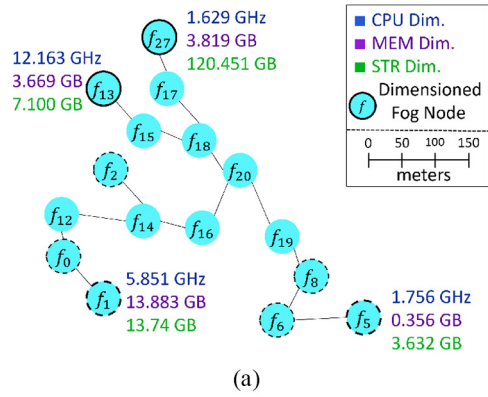 1.629 GHz
3.819 GB
120.451 GB
f27
12.163 GHz
3.669 GB
7.100 GB
f13
f17
f15
f18
f2
f20
f12
f14
f16
f19
f0
f8
f1
5.851 GHz
13.883 GB
13.74 GB
f6
f5
1.756 GHz
0.356 GB
3.632 GB
CPU Dim.
MEM Dim.
STR Dim.
f Dimensioned
Fog Node
0 50 100 150
meters
(a)